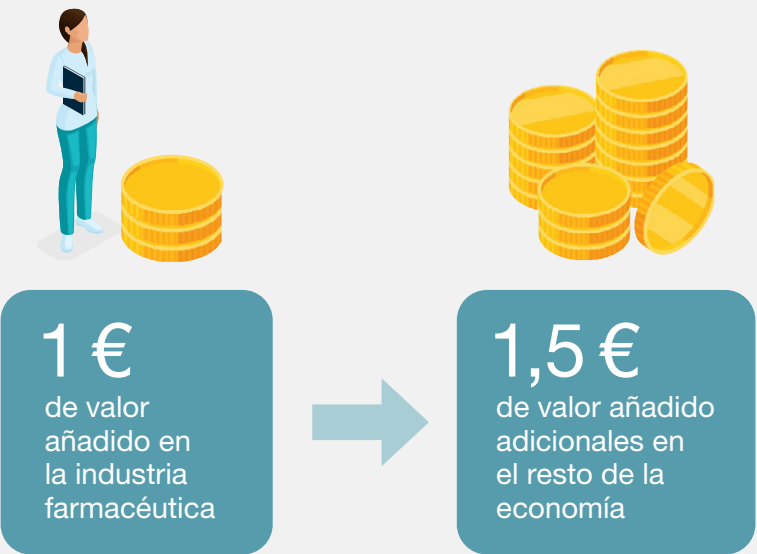 1 €
de valor
añadido en
la industria
farmacéutica
1,5 €
de valor añadido
adicionales en
el resto de la
economía